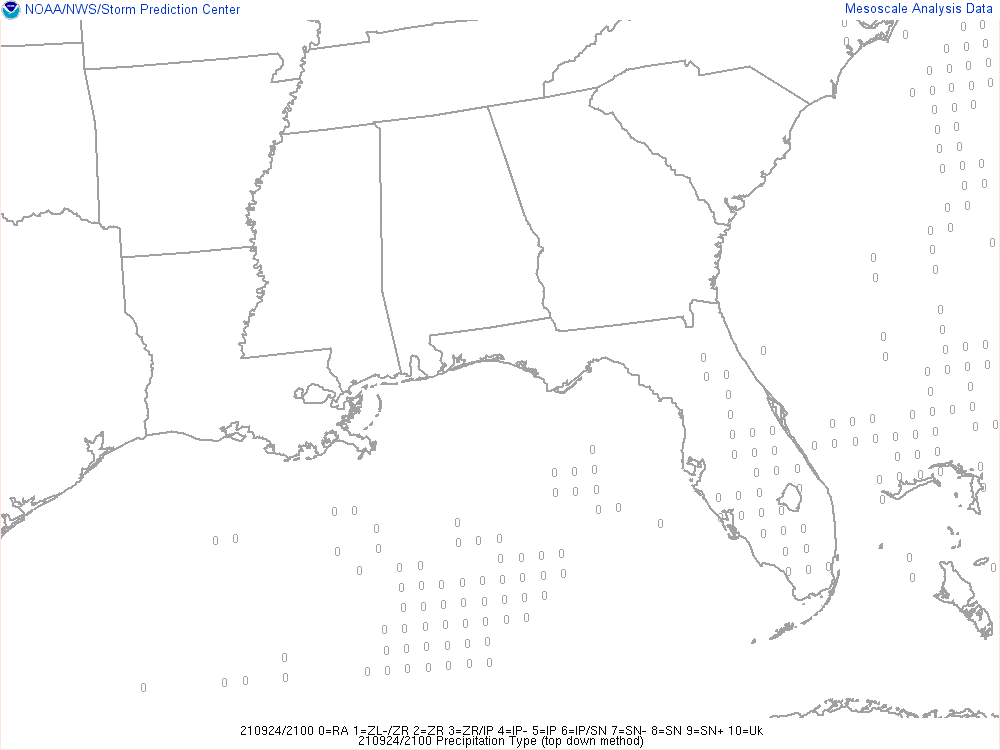 NOAA/NWS/Storm Prediction Center
Mesoscale Analysis Data
210924/2100 0=RA 1=ZL-/ZR 2=ZR 3=ZR/IP 4=IP- 5=IP 6=IP/SN 7=SN- 8=SN 9=SN+ 10=Uk
210924/2100 Precipitation Type (top down method)